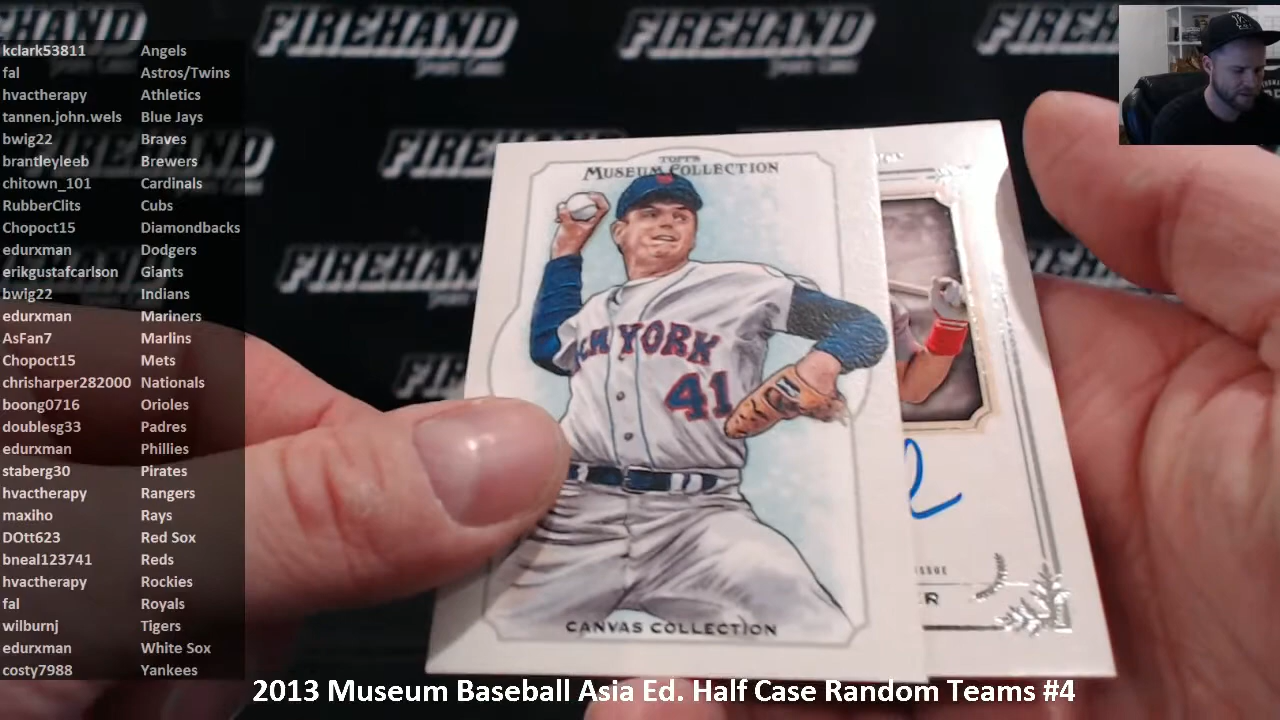 FIREHAND FIREHAND FIREHAND
kclark53811 Angels
fal Astros/Twins
hvactherapy Athletics
tannen.john.wels Blue Jays
bwig22 Braves
brantleyleeb Brewers
chitown_101 Cardinals
RubberClits Cubs
Chopoct15 Diamondbacks
edurxman Dodgers
erikgustafcarlson Giants
bwig22 Indians
edurxman Mariners
AsFan7 Marlins
Chopoct15 Mets
chrisharper282000 Nationals
boong0716 Orioles
doublesg33 Padres
edurxman Phillies
staberg30 Pirates
hvactherapy Rangers
maxiho Rays
DOtt623 Red Sox
bneal123741 Reds
hvactherapy Rockies
fal Royals
wilburnj Tigers
edurxman White Sox
costy7988 Yankees
TOPPS
MUSEUM COLLECTION
NEW YORK
41
CANVAS COLLECTION
2013 Museum Baseball Asia Ed. Half Case Random Teams #4